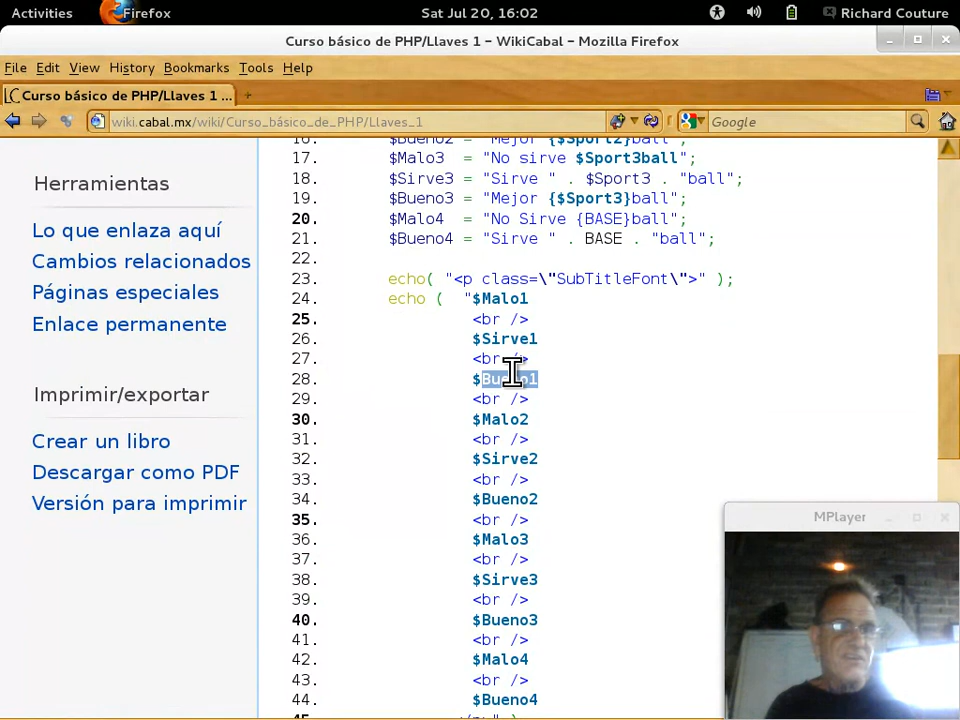 Activities Firefox Sat Jul 20, 16:02 Richard Couture
Curso básico de PHP/Llaves 1 - WikiCabal - Mozilla Firefox
File Edit View History Bookmarks Tools Help
Curso básico de PHP/Llaves 1 ...
wiki.cabal.mx/wiki/Curso_básico_de_PHP/Llaves_1 Google
Herramientas
Lo que enlaza aquí
Cambios relacionados
Páginas especiales
Enlace permanente
Imprimir/exportar
Crear un libro
Descargar como PDF
Versión para imprimir
16. $Bueno2 = "Mejor {$Sport2}ball";
17. $Malo3 = "No sirve $Sport3ball";
18. $Sirve3 = "Sirve " . $Sport3 . "ball";
19. $Bueno3 = "Mejor {$Sport3}ball";
20. $Malo4 = "No Sirve {BASE}ball";
21. $Bueno4 = "Sirve " . BASE . "ball";
22.
23. echo( "<p class=\"SubTitleFont\">" );
24. echo ( "$Malo1
25. <br />
26. $Sirve1
27. <br />
28. $Bueno1
29. <br />
30. $Malo2
31. <br />
32. $Sirve2
33. <br />
34. $Bueno2
35. <br />
36. $Malo3
37. <br />
38. $Sirve3
39. <br />
40. $Bueno3
41. <br />
42. $Malo4
43. <br />
44. $Bueno4
MPlayer